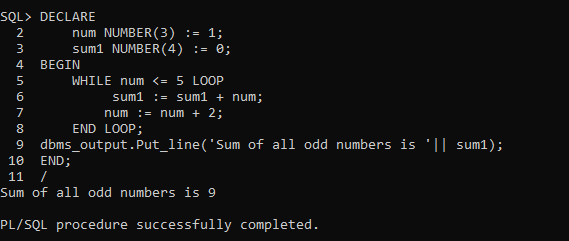 SQL> DECLARE
  2      num NUMBER(3) := 1;
  3      sum1 NUMBER(4) := 0;
  4  BEGIN
  5      WHILE num <= 5 LOOP
  6           sum1 := sum1 + num;
  7          num := num + 2;
  8      END LOOP;
  9  dbms_output.Put_line('Sum of all odd numbers is '|| sum1);
 10  END;
 11  /
Sum of all odd numbers is 9
PL/SQL procedure successfully completed.